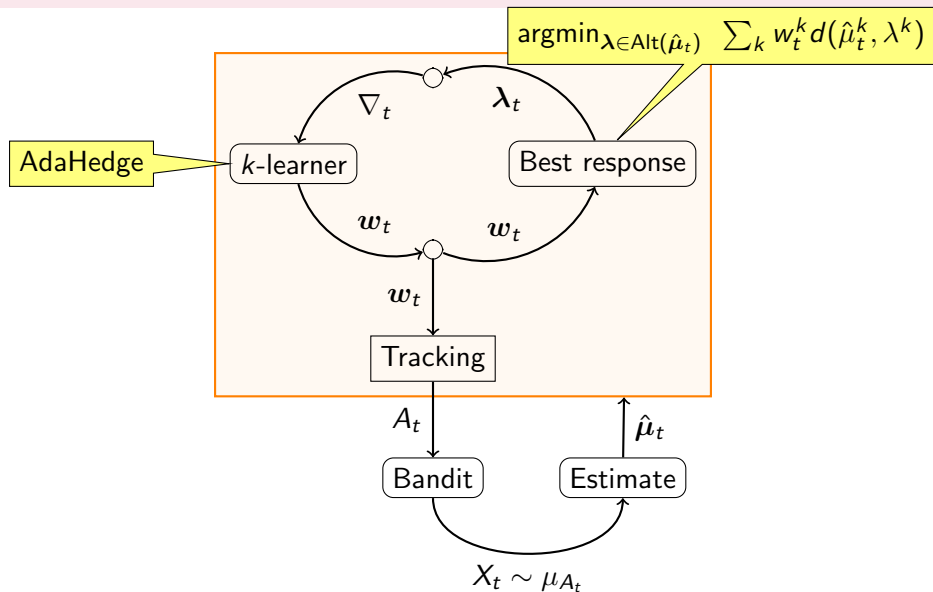 argmin_{λ∈Alt(μ̂_t)} ∑_k w_t^k d(μ̂_t^k, λ^k)
∇_t
λ_t
AdaHedge
k-learner
Best response
w_t
w_t
w_t
Tracking
A_t
μ̂_t
Bandit
Estimate
X_t ∼ μ_{A_t}